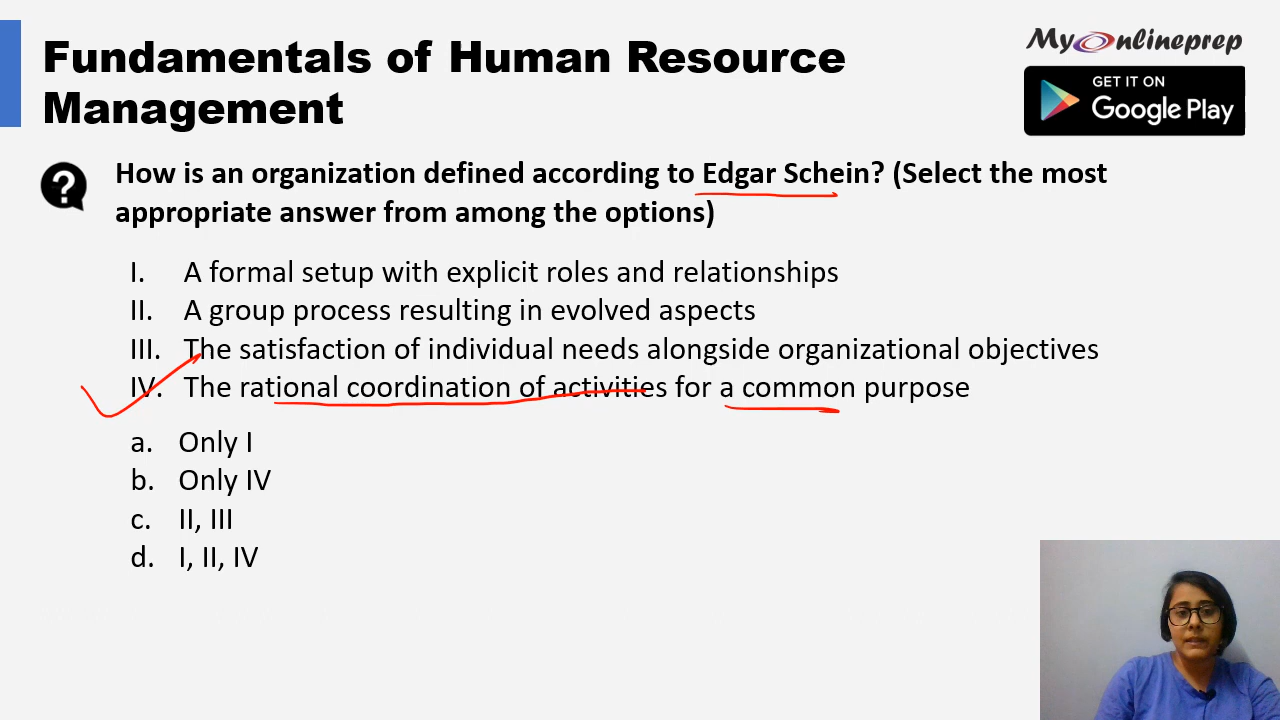 Fundamentals of Human Resource
Management
Myonlineprep
GET IT ON
Google Play
How is an organization defined according to Edgar Schein? (Select the most
appropriate answer from among the options)
I. A formal setup with explicit roles and relationships
II. A group process resulting in evolved aspects
III. The satisfaction of individual needs alongside organizational objectives
IV. The rational coordination of activities for a common purpose
a. Only I
b. Only IV
c. II, III
d. I, II, IV